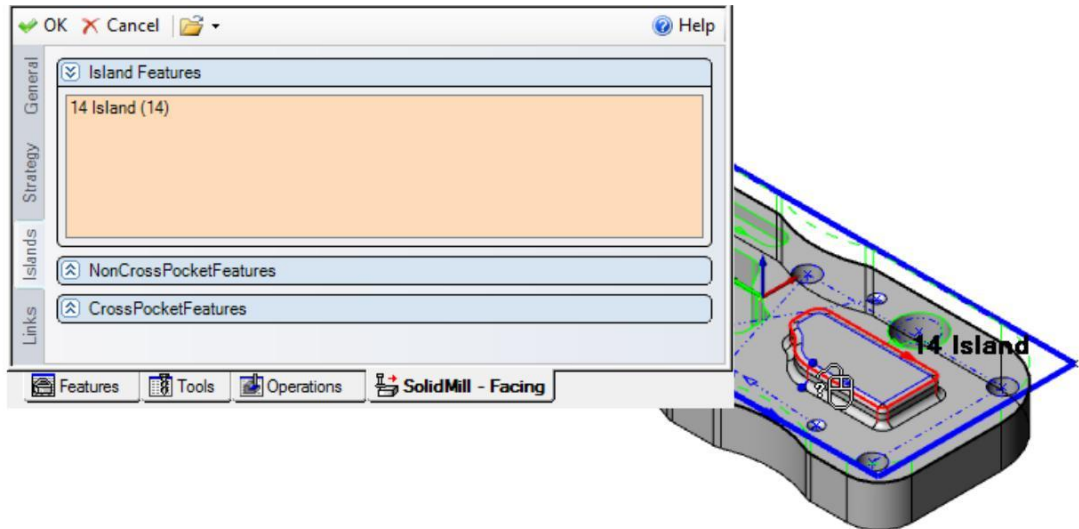 OK Cancel Help
General
Strategy
Islands
Links
Island Features
14 Island (14)
NonCrossPocketFeatures
CrossPocketFeatures
Features Tools Operations SolidMill - Facing
14 Island
?